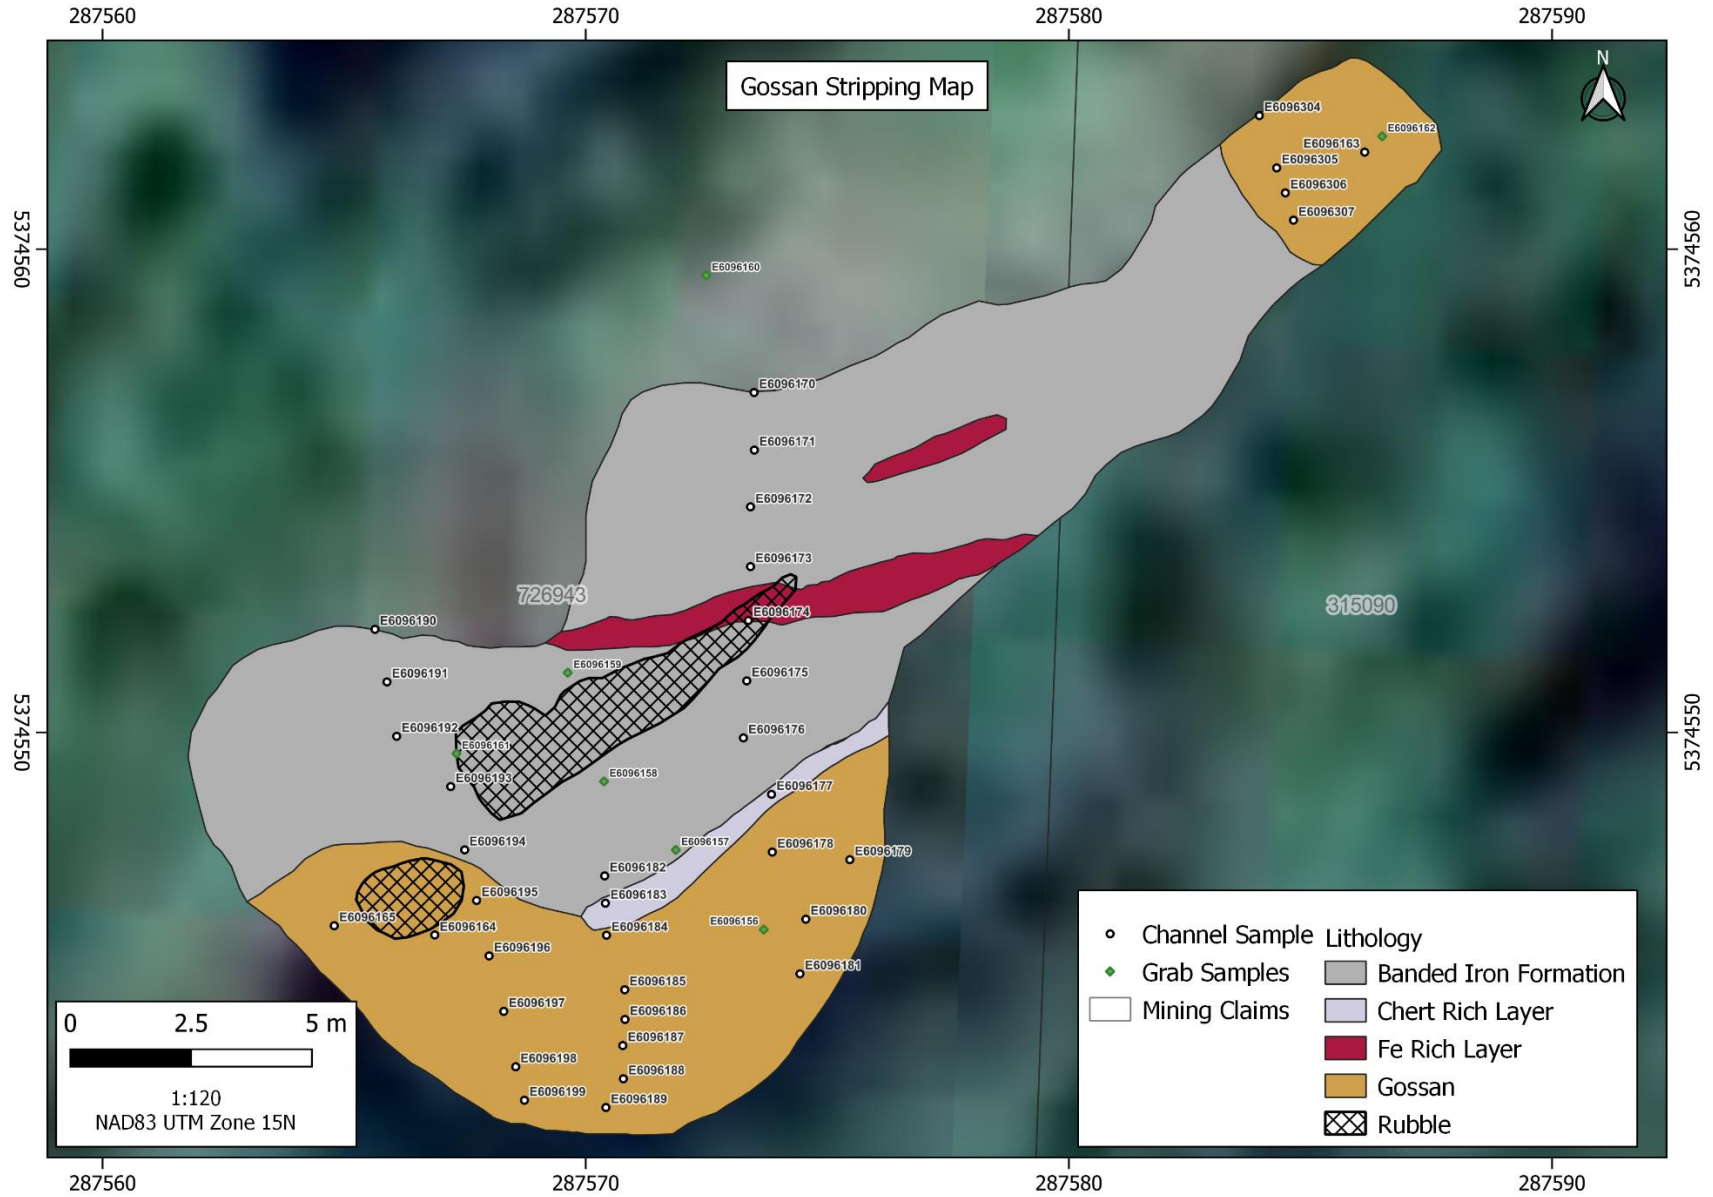 287560
287570
287580
287590
Gossan Stripping Map
N
E6096304
E6096162
E6096163
E6096305
E6096306
E6096307
5374560
5374560
E6096160
E6096170
E6096171
E6096172
E6096173
726943
315090
E6096174
E6096190
E6096159
E6096191
E6096175
E6096192
E6096176
5374550
5374550
E6096161
E6096158
E6096193
E6096177
E6096194
E6096157
E6096178
E6096179
E6096182
E6096195
E6096183
E6096165
E6096164
E6096184
E6096156
E6096180
E6096196
E6096181
E6096185
E6096197
E6096186
E6096187
E6096198
E6096188
E6096199
E6096189
Channel Sample
Grab Samples
Mining Claims
Lithology
Banded Iron Formation
Chert Rich Layer
Fe Rich Layer
Gossan
Rubble
0 2.5 5 m
1:120
NAD83 UTM Zone 15N
287560
287570
287580
287590